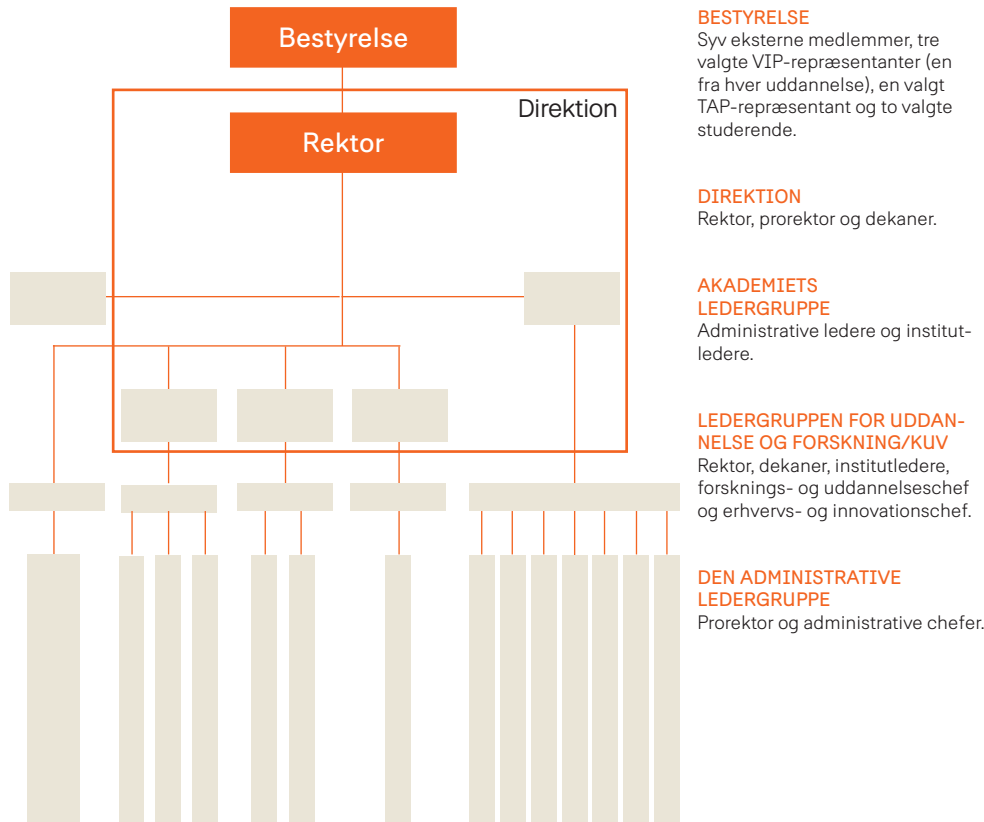 Bestyrelse
Direktion
Rektor
BESTYRELSE
Syv eksterne medlemmer, tre
valgte VIP-repræsentanter (en
fra hver uddannelse), en valgt
TAP-repræsentant og to valgte
studerende.
DIREKTION
Rektor, prorektor og dekaner.
AKADEMIETS
LEDERGRUPPE
Administrative ledere og institut-
ledere.
LEDERGRUPPEN FOR UDDAN-
NELSE OG FORSKNING/KUV
Rektor, dekaner, institutledere,
forsknings- og uddannelseschef
og erhvervs- og innovationschef.
DEN ADMINISTRATIVE
LEDERGRUPPE
Prorektor og administrative chefer.